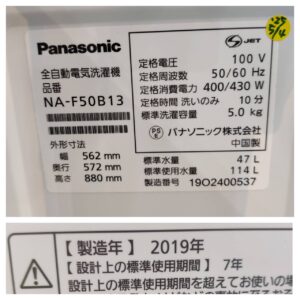 Panasonic
全自動電気洗濯機
品番
NA-F50B13
外形寸法
幅 562 mm
奥行 572 mm
高さ 880 mm
JET
'25
5/4
定格電圧 100 V
定格周波数 50/60 Hz
定格消費電力 400/430 W
定格時間 洗いのみ 10 分
標準洗濯容量 5.0 kg
PS
E
パナソニック株式会社
中国製
標準水量 47 L
標準使用水量 114 L
製造番号 19O2400537
【製造年】2019年
【設計上の標準使用期間】7年
設計上の標準使用期間を超えてお使いの場